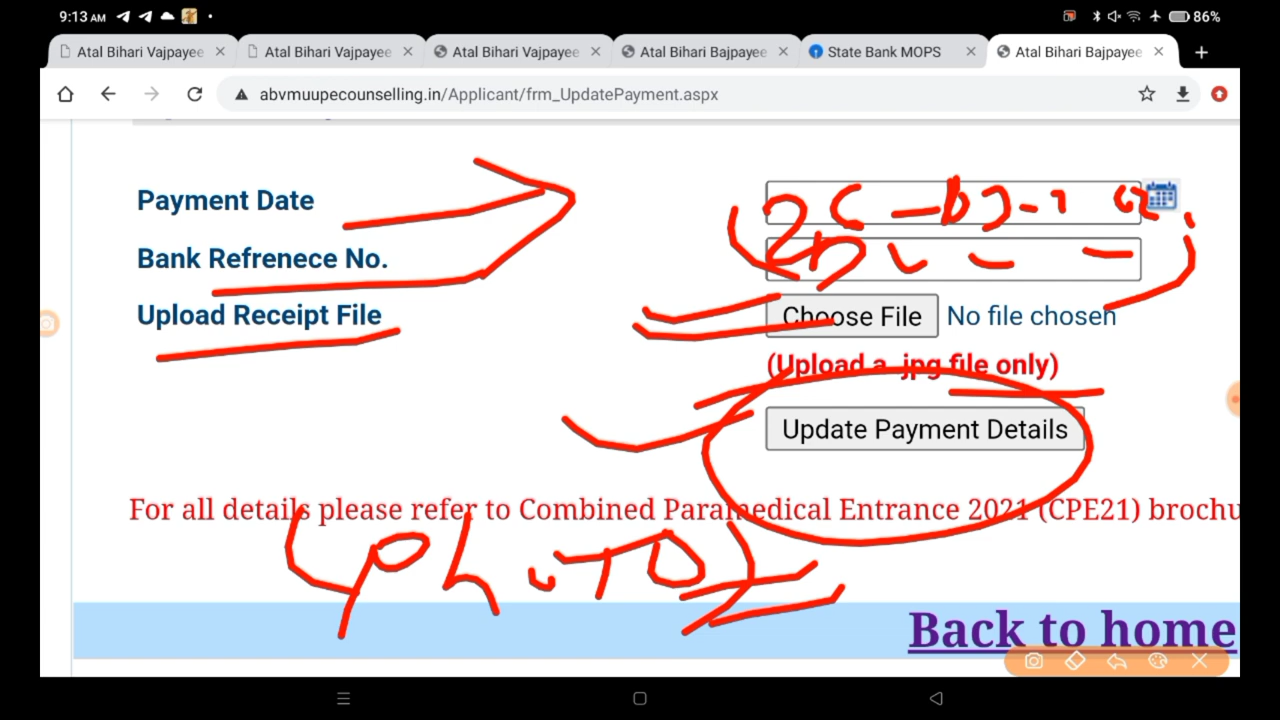 9:13 AM 86%
Atal Bihari Vajpayee Atal Bihari Vajpayee Atal Bihari Vajpayee Atal Bihari Bajpayee State Bank MOPS Atal Bihari Bajpayee
abvmuupecounselling.in/Applicant/frm_UpdatePayment.aspx
Payment Date
Bank Refrenece No.
Upload Receipt File Choose File No file chosen
(Upload a .jpg file only)
Update Payment Details
For all details please refer to Combined Paramedical Entrance 2021 (CPE21) brochu
Back to home